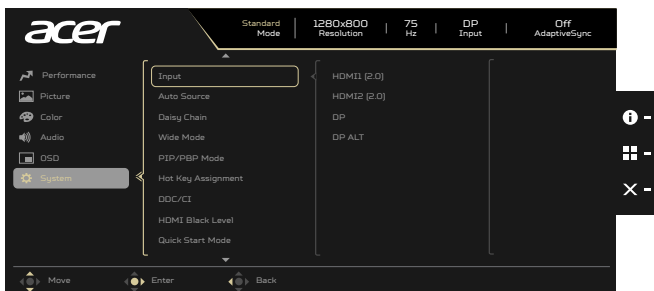 acer
Standard Mode
1280x800 Resolution
75 Hz
DP Input
Off AdaptiveSync
Performance
Picture
Color
Audio
OSD
System
Input
Auto Source
Daisy Chain
Wide Mode
PIP/PBP Mode
Hot Key Assignment
DDC/CI
HDMI Black Level
Quick Start Mode
HDMI1 [2.0]
HDMI2 [2.0]
DP
DP ALT
Move
Enter
Back